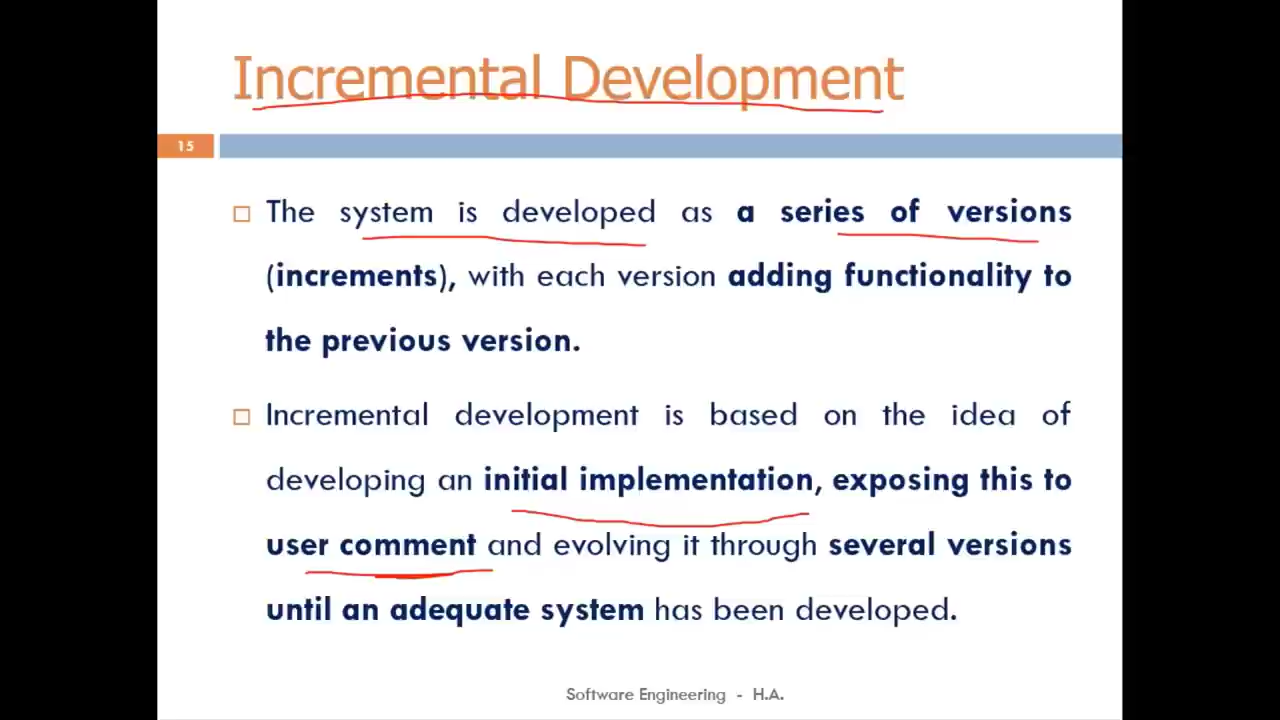 Incremental Development
15
The system is developed as a series of versions
(increments), with each version adding functionality to
the previous version.
Incremental development is based on the idea of
developing an initial implementation, exposing this to
user comment and evolving it through several versions
until an adequate system has been developed.
Software Engineering - H.A.